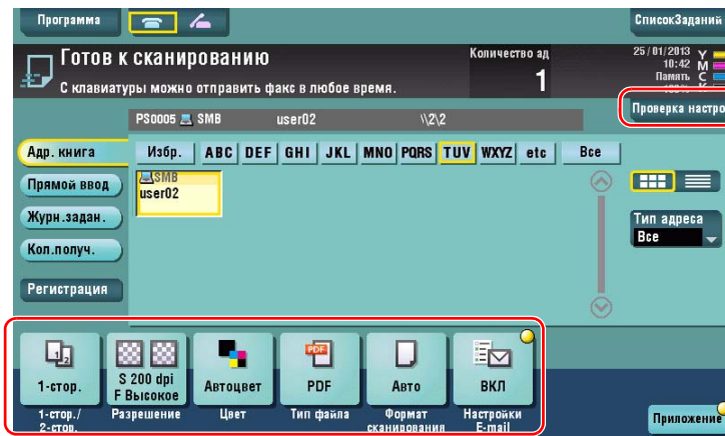 Программа
СписокЗаданий
Готов к сканированию
С клавиатуры можно отправить факс в любое время.
Количество ад
1
25/01/2013
10:42
Память
Y
M
C
K
Проверка настро
PS0005 SMB user02 \\2\2
Адр. книга
Избр. ABC DEF GHI JKL MNO PQRS TUV WXYZ etc Все
Прямой ввод
Журн.задан.
Кол.получ.
Регистрация
SMB
user02
Тип адреса
Все
1-стор.
S 200 dpi
F Высокое
Автоцвет
PDF
Авто
ВКЛ
1-стор./
2-стор.
Разрешение
Цвет
Тип файла
Формат
сканирования
Настройки
E-mail
Приложение